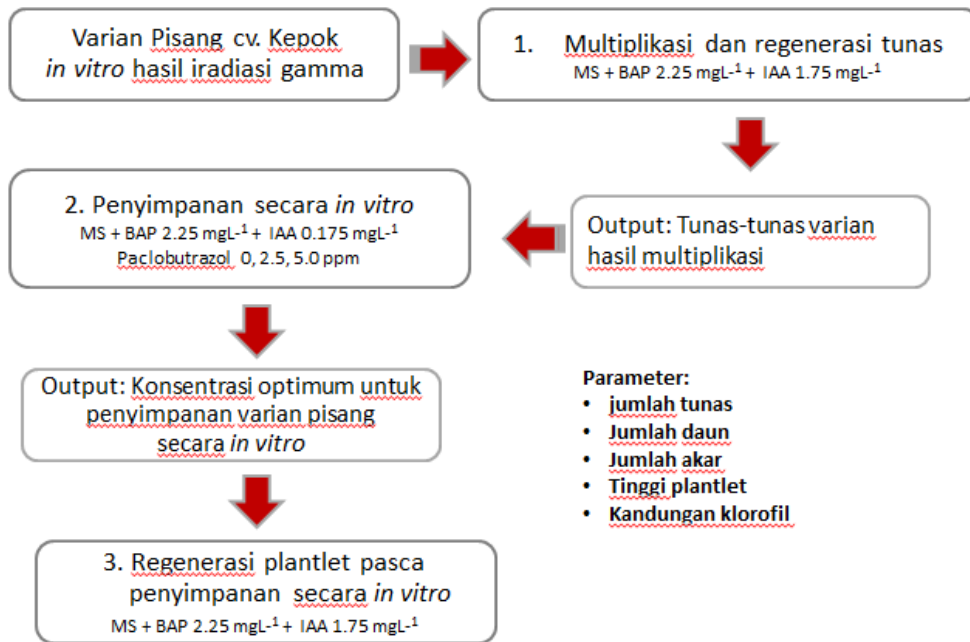 Varian Pisang cv. Kepok
in vitro hasil iradiasi gamma
1. Multiplikasi dan regenerasi tunas
MS + BAP 2.25 mgL-1 + IAA 1.75 mgL-1
Output: Tunas-tunas varian
hasil multiplikasi
2. Penyimpanan secara in vitro
MS + BAP 2.25 mgL-1 + IAA 0.175 mgL-1
Paclobutrazol 0, 2.5, 5.0 ppm
Output: Konsentrasi optimum untuk
penyimpanan varian pisang
secara in vitro
3. Regenerasi plantlet pasca
penyimpanan secara in vitro
MS + BAP 2.25 mgL-1 + IAA 1.75 mgL-1
Parameter:
• jumlah tunas
• Jumlah daun
• Jumlah akar
• Tinggi plantlet
• Kandungan klorofil